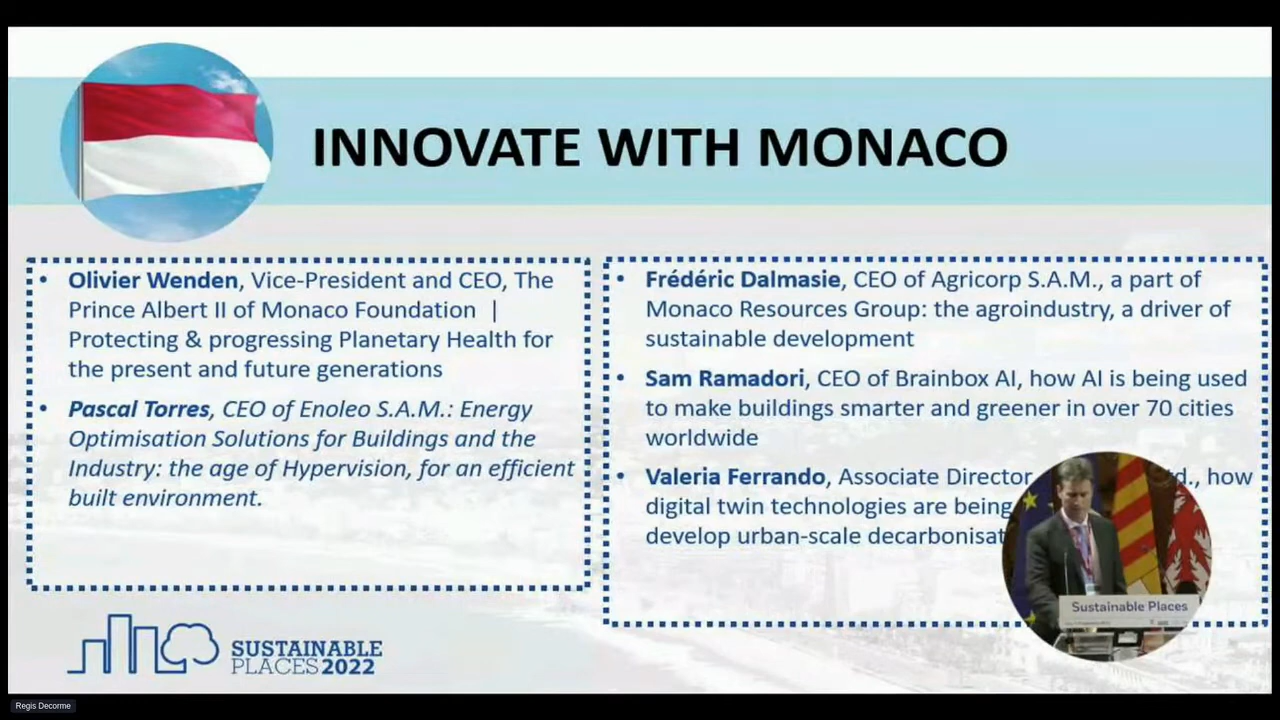 INNOVATE WITH MONACO
• Olivier Wenden, Vice-President and CEO, The
Prince Albert II of Monaco Foundation |
Protecting & progressing Planetary Health for
the present and future generations
• Pascal Torres, CEO of Enoleo S.A.M.: Energy
Optimisation Solutions for Buildings and the
Industry: the age of Hypervision, for an efficient
built environment.
• Frédéric Dalmasie, CEO of Agricorp S.A.M., a part of
Monaco Resources Group: the agroindustry, a driver of
sustainable development
• Sam Ramadori, CEO of Brainbox AI, how AI is being used
to make buildings smarter and greener in over 70 cities
worldwide
• Valeria Ferrando, Associate Director td., how
digital twin technologies are being
develop urban-scale decarbonisat
Sustainable Places
SUSTAINABLE
PLACES 2022
Regis Decorme